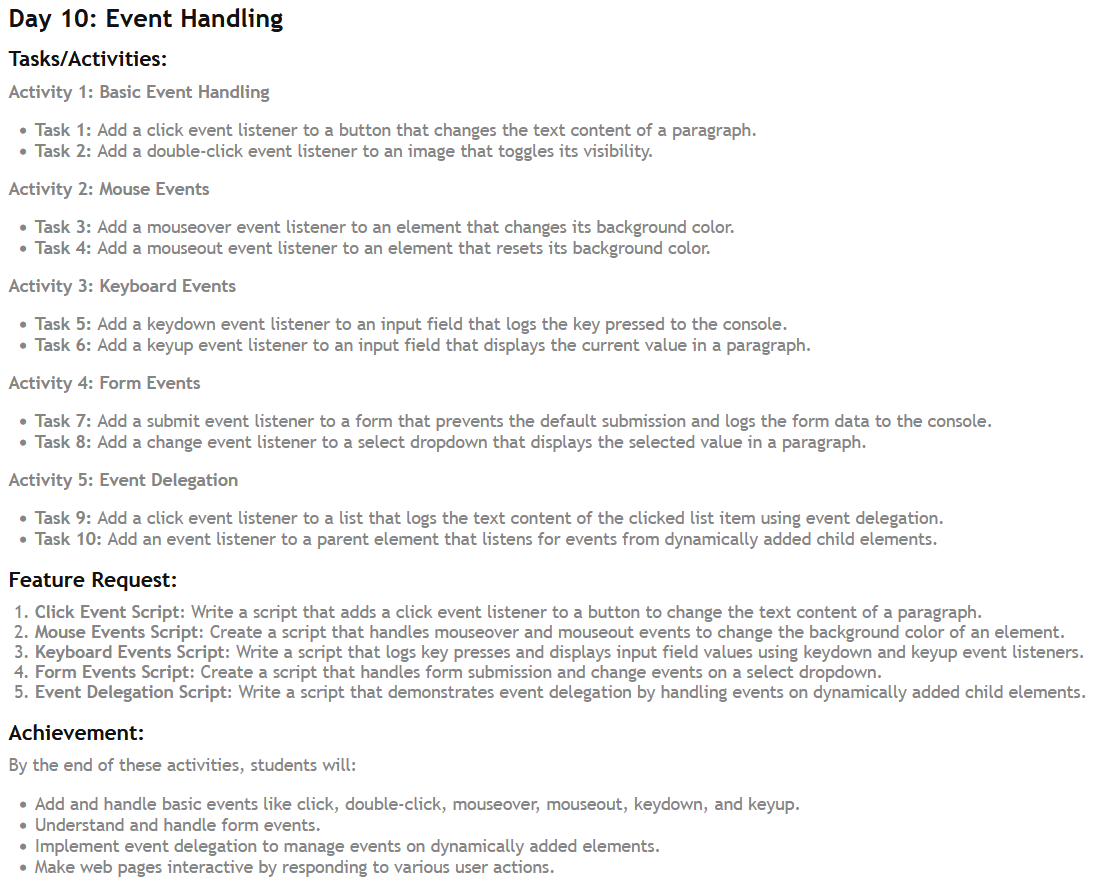 Day 10: Event Handling
Tasks/Activities:
Activity 1: Basic Event Handling
• Task 1: Add a click event listener to a button that changes the text content of a paragraph.
• Task 2: Add a double-click event listener to an image that toggles its visibility.
Activity 2: Mouse Events
• Task 3: Add a mouseover event listener to an element that changes its background color.
• Task 4: Add a mouseout event listener to an element that resets its background color.
Activity 3: Keyboard Events
• Task 5: Add a keydown event listener to an input field that logs the key pressed to the console.
• Task 6: Add a keyup event listener to an input field that displays the current value in a paragraph.
Activity 4: Form Events
• Task 7: Add a submit event listener to a form that prevents the default submission and logs the form data to the console.
• Task 8: Add a change event listener to a select dropdown that displays the selected value in a paragraph.
Activity 5: Event Delegation
• Task 9: Add a click event listener to a list that logs the text content of the clicked list item using event delegation.
• Task 10: Add an event listener to a parent element that listens for events from dynamically added child elements.
Feature Request:
1. Click Event Script: Write a script that adds a click event listener to a button to change the text content of a paragraph.
2. Mouse Events Script: Create a script that handles mouseover and mouseout events to change the background color of an element.
3. Keyboard Events Script: Write a script that logs key presses and displays input field values using keydown and keyup event listeners.
4. Form Events Script: Create a script that handles form submission and change events on a select dropdown.
5. Event Delegation Script: Write a script that demonstrates event delegation by handling events on dynamically added child elements.
Achievement:
By the end of these activities, students will:
• Add and handle basic events like click, double-click, mouseover, mouseout, keydown, and keyup.
• Understand and handle form events.
• Implement event delegation to manage events on dynamically added elements.
• Make web pages interactive by responding to various user actions.